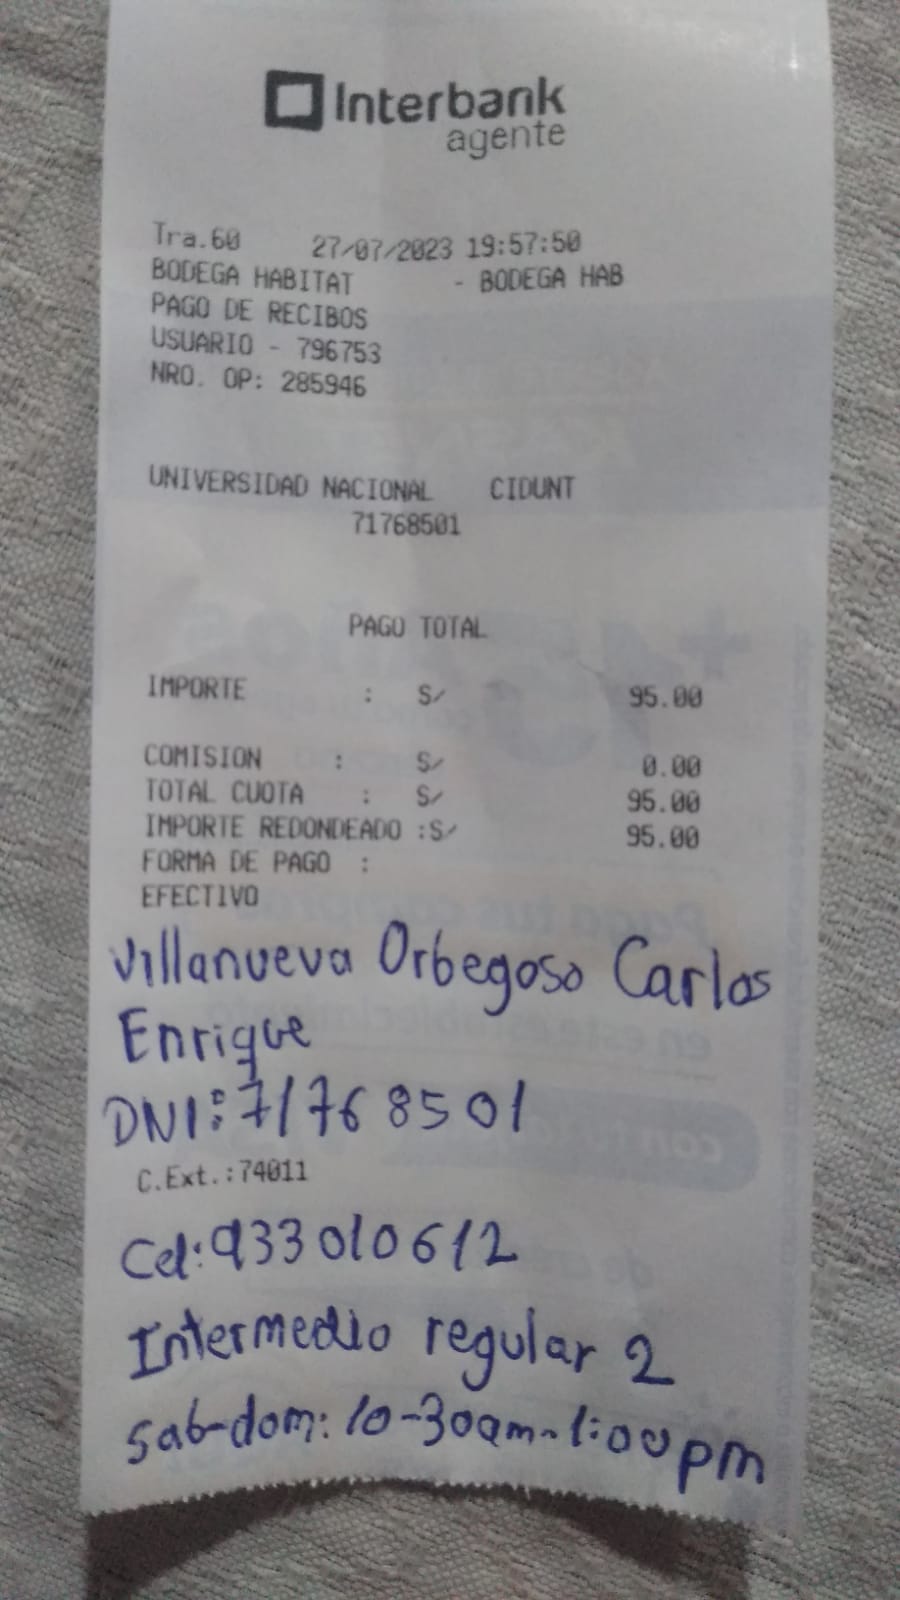 Interbank
agente
Tra.60 27/07/2023 19:57:50
BODEGA HABITAT - BODEGA HAB
PAGO DE RECIBOS
USUARIO - 796753
NRO. OP: 285946
UNIVERSIDAD NACIONAL CIDUNT
71768501
PAGO TOTAL
IMPORTE : S/ 95.00
COMISION : S/ 0.00
TOTAL CUOTA : S/ 95.00
IMPORTE REDONDEADO :S/ 95.00
FORMA DE PAGO :
EFECTIVO
Villanueva Orbegoso Carlos
Enrique
DNI: 71768501
C.Ext.:74011
Cel: 933010612
Intermedio regular 2
Sab-dom: 10-30am-1:00pm